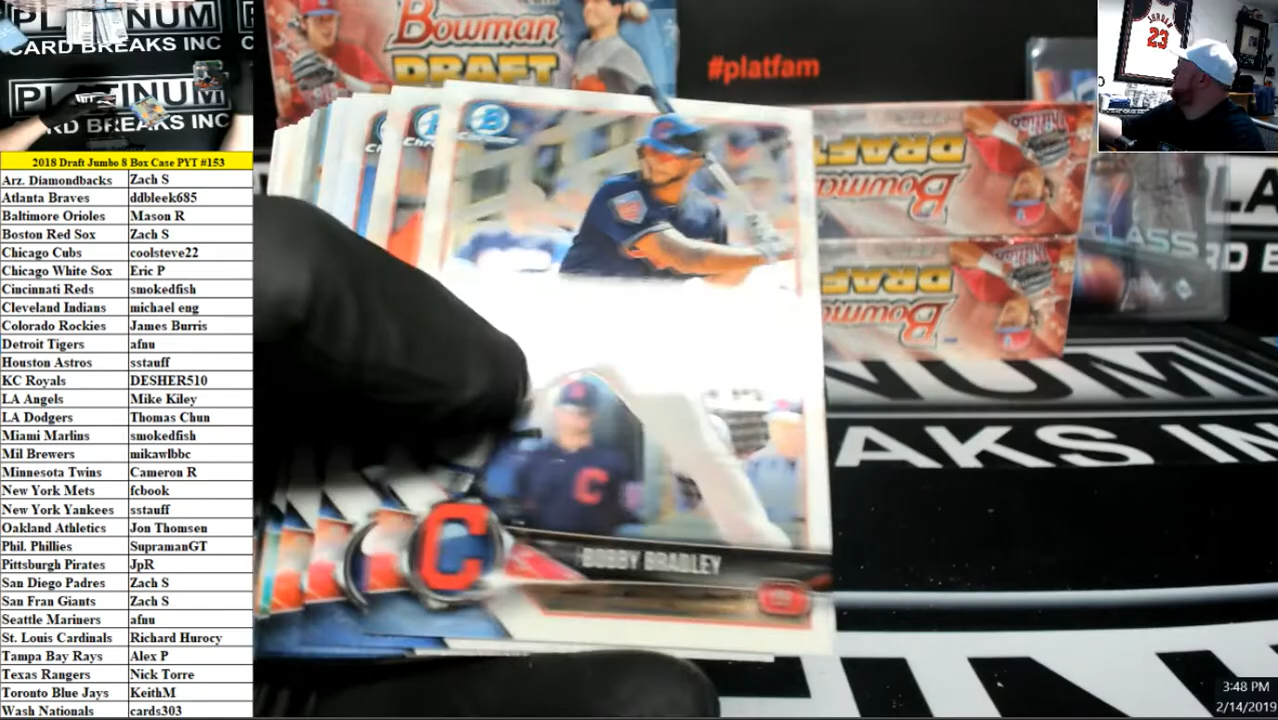 PLATINUM
CARD BREAKS INC
PLATINUM
CARD BREAKS INC
2018 Draft Jumbo 8 Box Case PYT #153
Arz. Diamondbacks Zach S
Atlanta Braves ddbleek685
Baltimore Orioles Mason R
Boston Red Sox Zach S
Chicago Cubs coolsteve22
Chicago White Sox Eric P
Cincinnati Reds smokedfish
Cleveland Indians michael eng
Colorado Rockies James Burris
Detroit Tigers afnu
Houston Astros sstauff
KC Royals DESHER510
LA Angels Mike Kiley
LA Dodgers Thomas Chun
Miami Marlins smokedfish
Mil Brewers mikawlbbc
Minnesota Twins Cameron R
New York Mets fcbook
New York Yankees sstauff
Oakland Athletics Jon Thomsen
Phil. Phillies SupramanGT
Pittsburgh Pirates JpR
San Diego Padres Zach S
San Fran Giants Zach S
Seattle Mariners afnu
St. Louis Cardinals Richard Hurocy
Tampa Bay Rays Alex P
Texas Rangers Nick Torre
Toronto Blue Jays KeithM
Wash Nationals cards303
Bowman
DRAFT
#platfam
JORDAN
23
DRAFT
Bowman
DRAFT
Bowman
CLASS
B
C
C
BOBBY BRADLEY
NUM
AKS IN
3:48 PM
2/14/2019